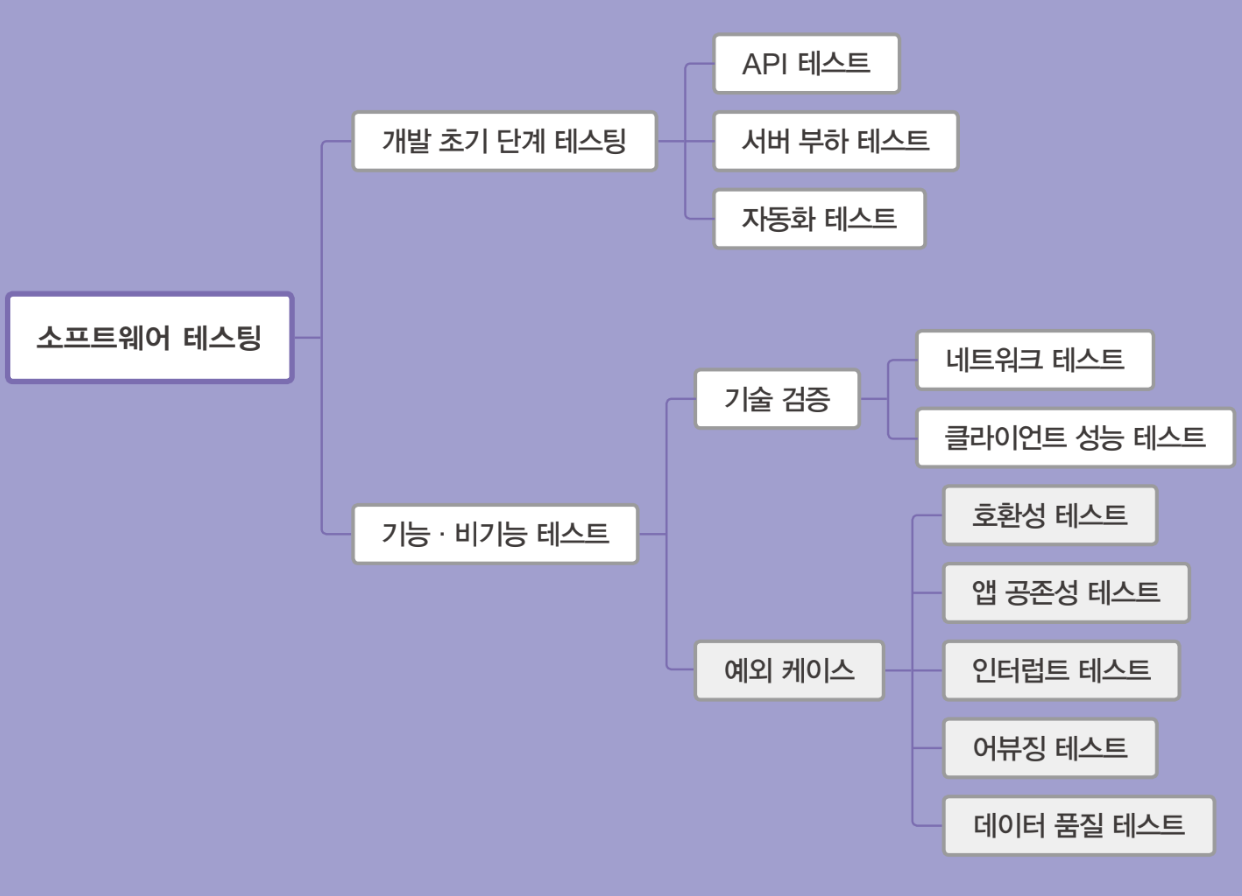 소프트웨어 테스팅
개발 초기 단계 테스팅
API 테스트
서버 부하 테스트
자동화 테스트
기능 · 비기능 테스트
기술 검증
네트워크 테스트
클라이언트 성능 테스트
예외 케이스
호환성 테스트
앱 공존성 테스트
인터럽트 테스트
어뷰징 테스트
데이터 품질 테스트